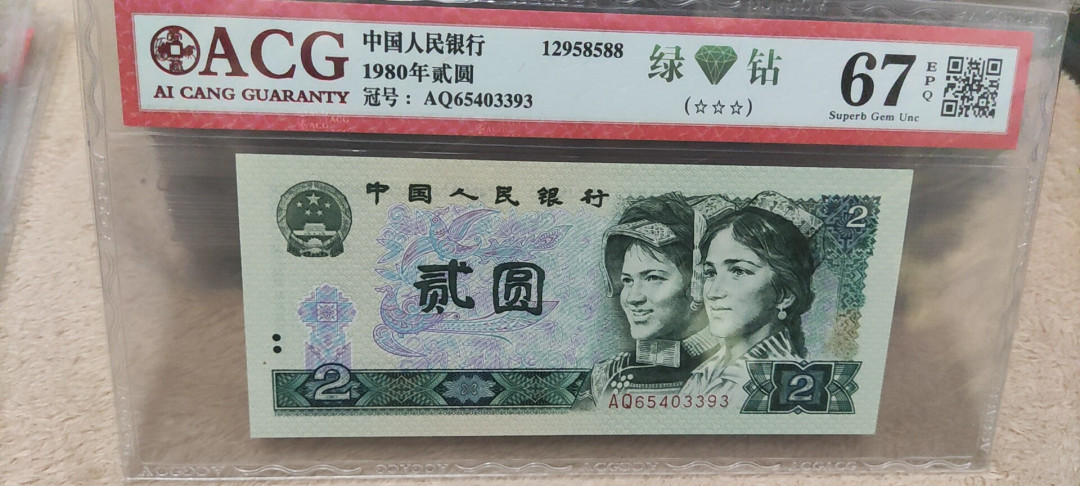 ACG
AI CANG GUARANTY
中国人民银行
1980年贰圆
冠号：AQ65403393
12958588
绿 钻
(☆☆☆)
67
EPQ
Superb Gem Unc
中国人民银行
2
贰圆
2
AQ65403393
2